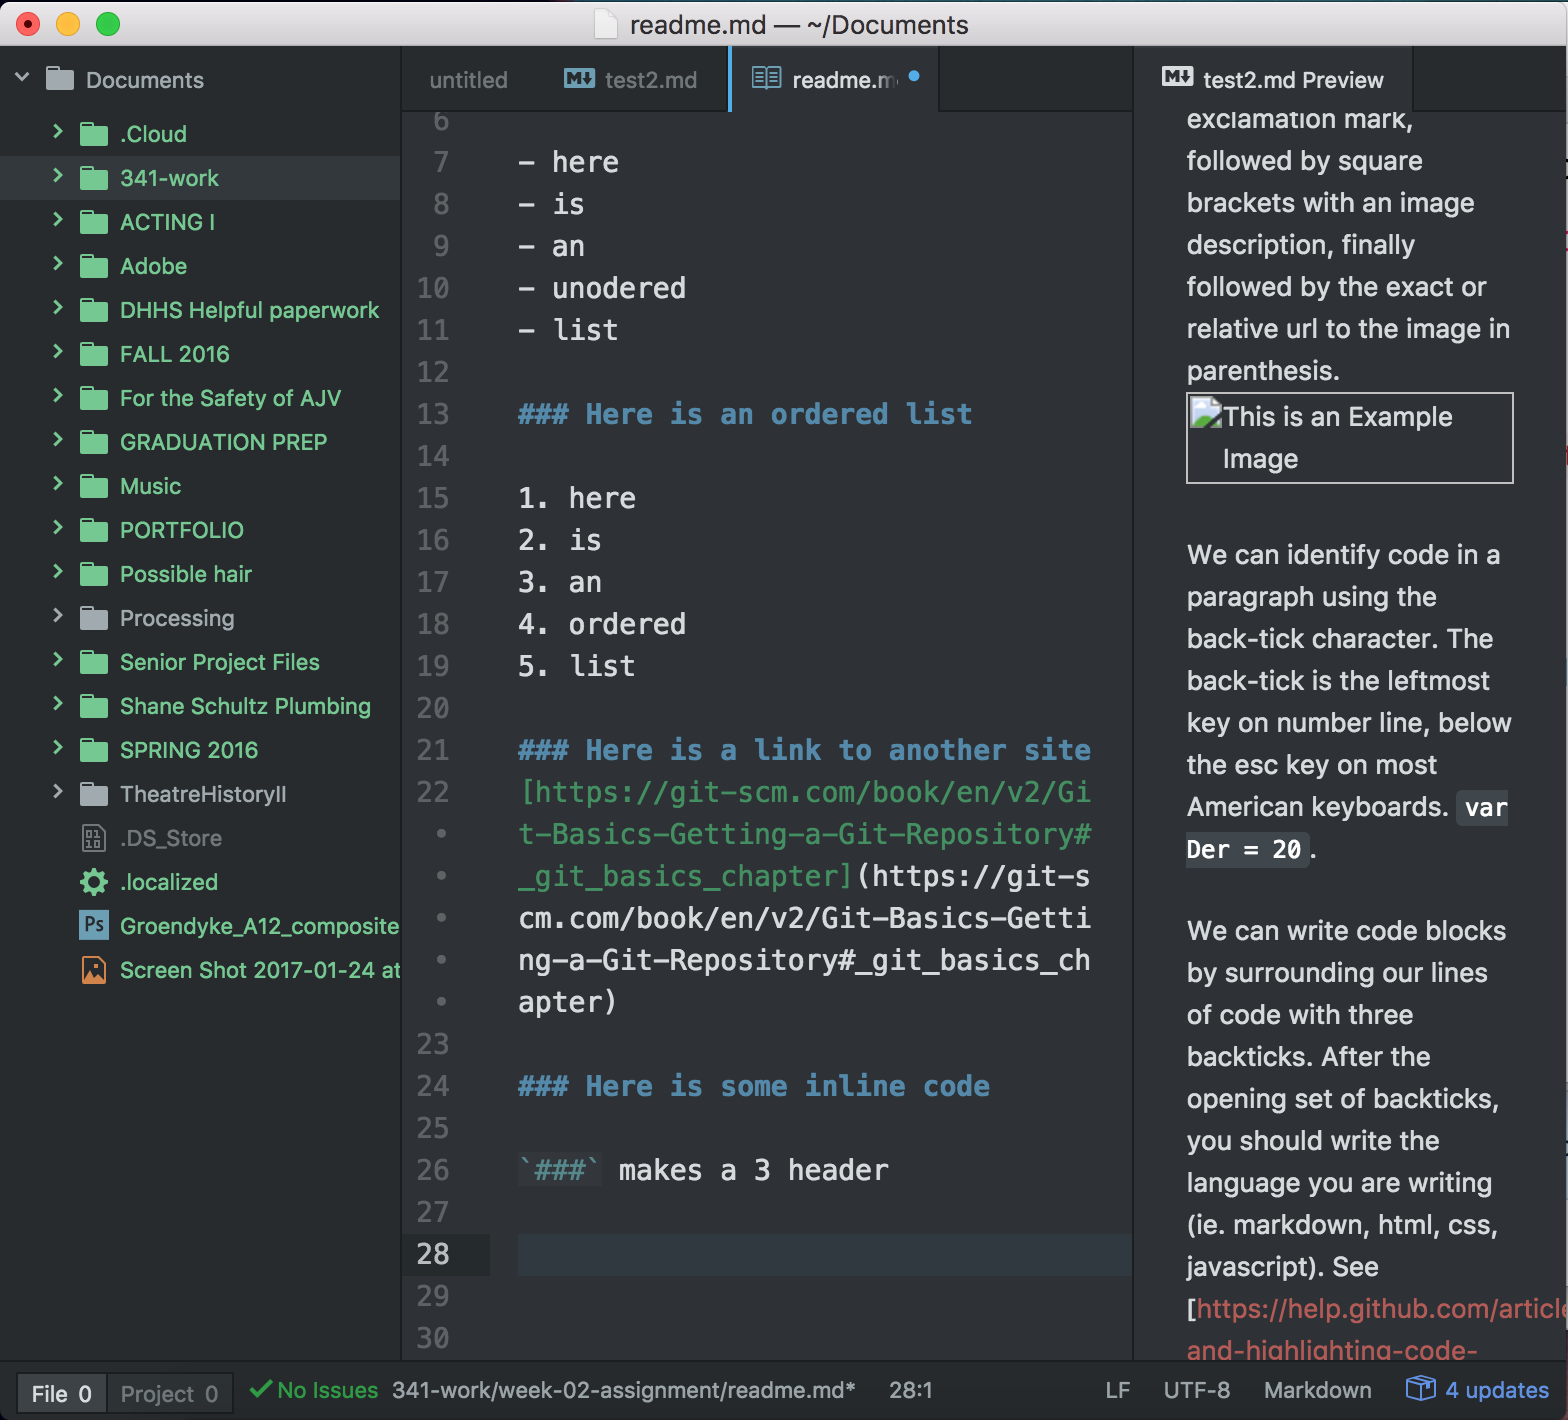 readme.md — ~/Documents
Documents
.Cloud
341-work
ACTING I
Adobe
DHHS Helpful paperwork
FALL 2016
For the Safety of AJV
GRADUATION PREP
Music
PORTFOLIO
Possible hair
Processing
Senior Project Files
Shane Schultz Plumbing
SPRING 2016
TheatreHistoryII
.DS_Store
.localized
Ps Groendyke_A12_composite
Screen Shot 2017-01-24 at
untitled
M test2.md
readme.m
6
7 - here
8 - is
9 - an
10 - unodered
11 - list
12
13 ### Here is an ordered list
14
15 1. here
16 2. is
17 3. an
18 4. ordered
19 5. list
20
21 ### Here is a link to another site
22 [https://git-scm.com/book/en/v2/Gi
• t-Basics-Getting-a-Git-Repository#
• _git_basics_chapter](https://git-s
• cm.com/book/en/v2/Git-Basics-Getti
• ng-a-Git-Repository#_git_basics_ch
• apter)
23
24 ### Here is some inline code
25
26 `###` makes a 3 header
27
28
29
30
M test2.md Preview
exclamation mark,
followed by square
brackets with an image
description, finally
followed by the exact or
relative url to the image in
parenthesis.
This is an Example
Image
We can identify code in a
paragraph using the
back-tick character. The
back-tick is the leftmost
key on number line, below
the esc key on most
American keyboards. var
Der = 20.
We can write code blocks
by surrounding our lines
of code with three
backticks. After the
opening set of backticks,
you should write the
language you are writing
(ie. markdown, html, css,
javascript). See
[https://help.github.com/article
and-highlighting-code-
File 0 Project 0 No Issues 341-work/week-02-assignment/readme.md* 28:1 LF UTF-8 Markdown 4 updates